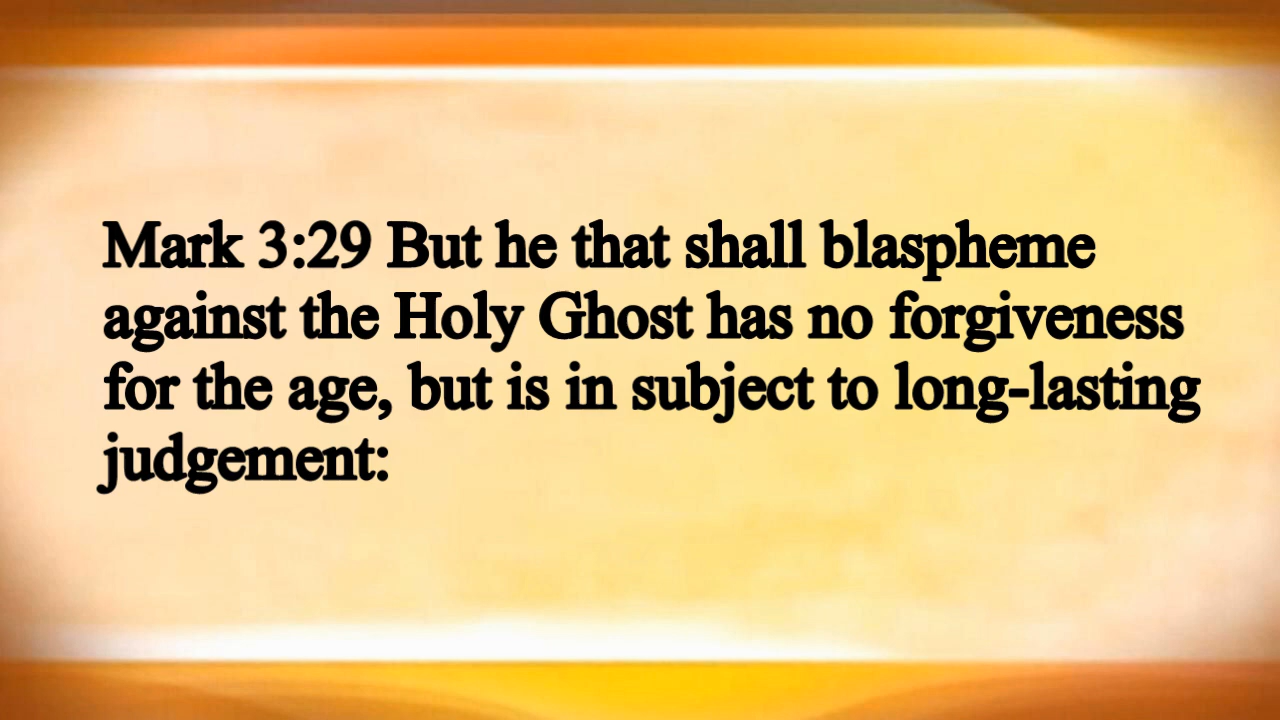 Mark 3:29 But he that shall blaspheme
against the Holy Ghost has no forgiveness
for the age, but is in subject to long-lasting
judgement: